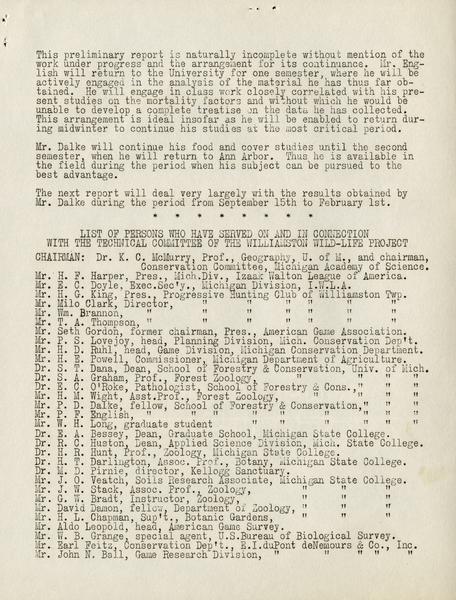 This preliminary report is naturally incomplete without mention of the
work under progress and the arrangement for its continuance. Mr. Eng-
lish will return to the University for one semester, where he will be
actively engaged in the analysis of the material he has thus far ob-
tained. He will engage in class work closely correlated with his pre-
sent studies on the mortality factors and without which he would be
unable to develop a complete treatise on the data he has collected.
This arrangement is ideal insofar as he will be enabled to return dur-
ing midwinter to continue his studies at the most critical period.
Mr. Dalke will continue his food and cover studies until the second
semester, when he will return to Ann Arbor. Thus he is available in
the field during the period when his subject can be pursued to the
best advantage.
The next report will deal very largely with the results obtained by
Mr. Dalke during the period from September 15th to February 1st.
* * * * * * * *
LIST OF PERSONS WHO HAVE SERVED ON AND IN CONNECTION
WITH THE TECHNICAL COMMITTEE OF THE WILLIAMSTON WILD-LIFE PROJECT
CHAIRMAN: Dr. K. C. McMurry, Prof., Geography, U. of M., and chairman,
Conservation Committee, Michigan Academy of Science.
Mr. H. F. Harper, Pres., Mich.Div., Izaak Walton League of America.
Mr. E. C. Doyle, Exec.Sec'y., Michigan Division, I.W.L.A.
Mr. H. G. King, Pres., Progressive Hunting Club of Williamston Twp.
Mr. Milo Clark, Director, " " " " "
Mr. Wm. Brannon, " " " " " "
Mr. T. A. Thompson, " " " " " "
Mr. Seth Gordon, former chairman, Pres., American Game Association.
Mr. P. S. Lovejoy, head, Planning Division, Mich. Conservation Dep't.
Mr. H. D. Ruhl, head, Game Division, Michigan Conservation Department.
Mr. H. E. Powell, Commissioner, Michigan Department of Agriculture.
Dr. S. T. Dana, Dean, School of Forestry & Conservation, Univ. of Mich.
Dr. S. A. Graham, Prof., Forest Zoology, " " " "
Dr. E. C. O'Roke, Pathologist, School of Forestry & Cons., " " "
Mr. H. M. Wight, Asst.Prof., Forest Zoology, " " " "
Mr. P. D. Dalke, fellow, School of Forestry & Conservation, " " "
Mr. P. F. English, " " " " " " " "
Mr. W. H. Long, graduate student " " " " " " "
Dr. E. A. Bessey, Dean, Graduate School, Michigan State College.
Dr. R. C. Huston, Dean, Applied Science Division, Mich. State College.
Dr. H. R. Hunt, Prof., Zoology, Michigan State College.
Dr. H. T. Darlington, Assoc. Prof., Botany, Michigan State College.
Dr. M. D. Pirnie, director, Kellogg Sanctuary.
Mr. J. O. Veatch, Soils Research Associate, Michigan State College.
Mr. J. W. Stack, Assoc. Prof., Zoology, " " "
Mr. G. W. Bradt, Instructor, Zoology, " " "
Mr. David Damon, fellow, Department of Zoology, " " "
Mr. H. L. Chapman, Sup't., Botanic Gardens, " " "
Mr. Aldo Leopold, head, American Game Survey.
Mr. W. B. Grange, special agent, U.S.Bureau of Biological Survey.
Mr. Earl Feitz, Conservation Dep't., E.I.duPont deNemours & Co., Inc.
Mr. John N. Ball, Game Research Division, " " " "